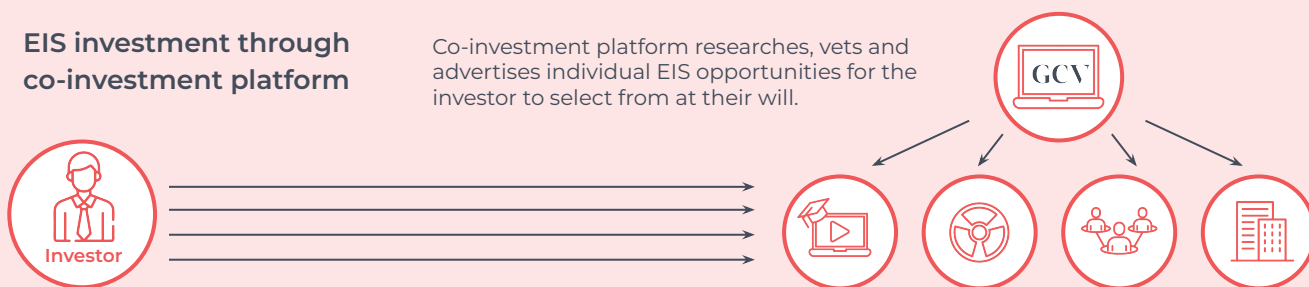 EIS investment through
co-investment platform
Co-investment platform researches, vets and
advertises individual EIS opportunities for the
investor to select from at their will.
GCV
Investor